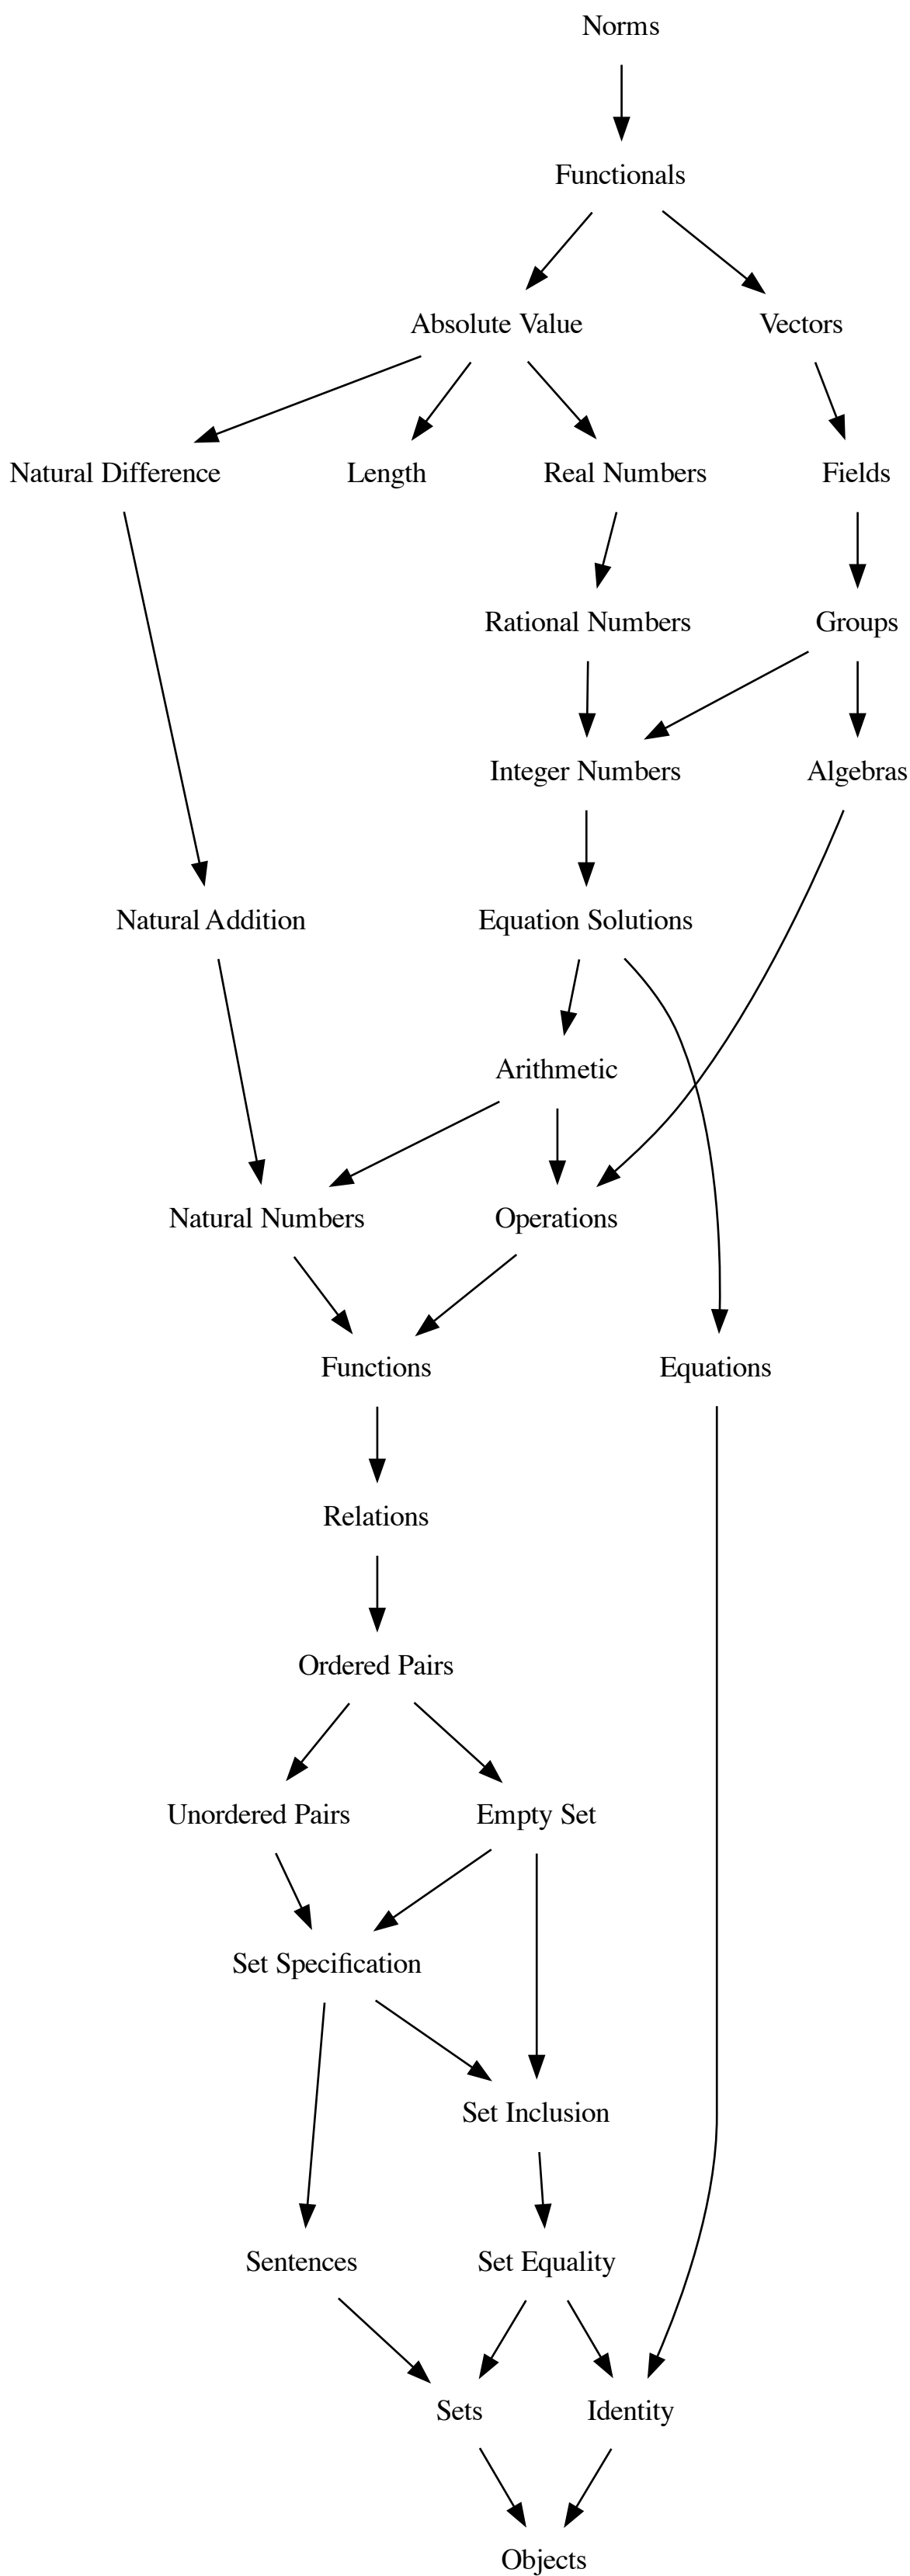 Norms
Functionals
Absolute Value
Vectors
Natural Difference
Length
Real Numbers
Fields
Rational Numbers
Groups
Integer Numbers
Algebras
Natural Addition
Equation Solutions
Arithmetic
Natural Numbers
Operations
Functions
Equations
Relations
Ordered Pairs
Unordered Pairs
Empty Set
Set Specification
Set Inclusion
Sentences
Set Equality
Sets
Identity
Objects